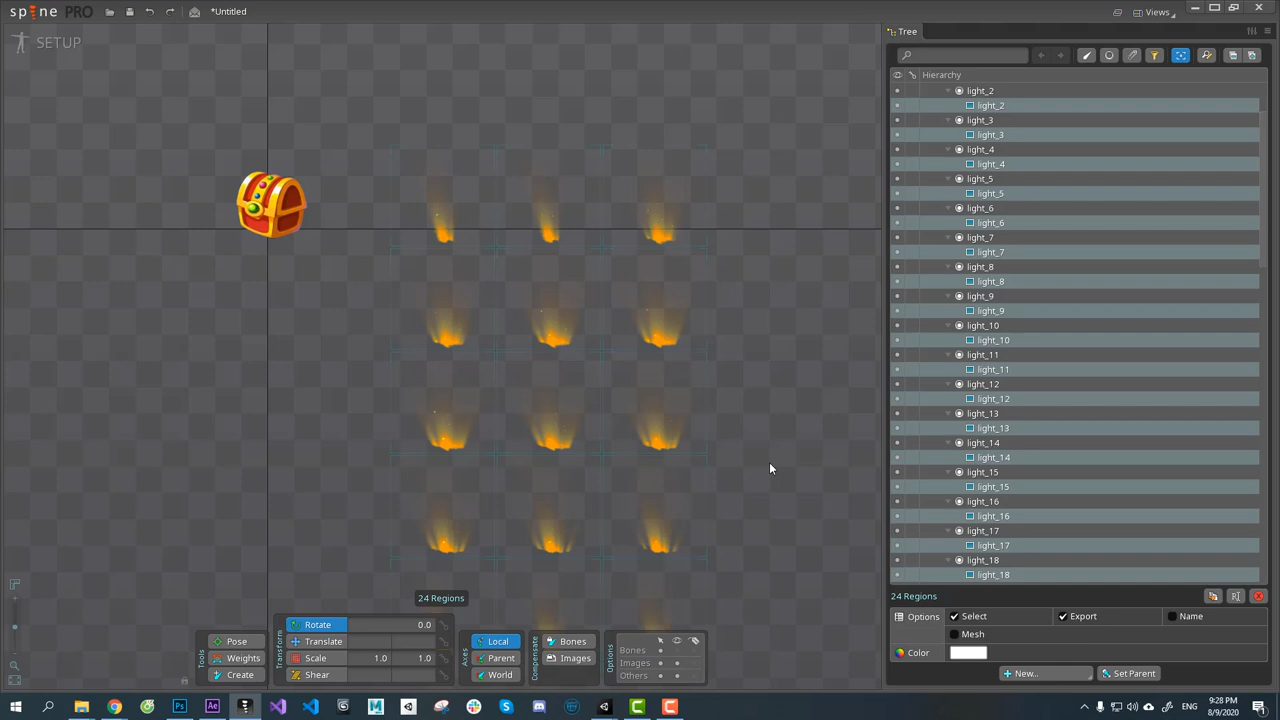 spine PRO
*Untitled
Views
SETUP
Tree
Hierarchy
light_2
light_2
light_3
light_3
light_4
light_4
light_5
light_5
light_6
light_6
light_7
light_7
light_8
light_8
light_9
light_9
light_10
light_10
light_11
light_11
light_12
light_12
light_13
light_13
light_14
light_14
light_15
light_15
light_16
light_16
light_17
light_17
light_18
light_18
24 Regions
24 Regions
Options Select Export Name
Mesh
Color
New... Set Parent
Tools
Pose
Weights
Create
Transform
Rotate 0.0
Translate
Scale 1.0 1.0
Shear
Axes
Local
Parent
World
Compensate
Bones
Images
Options
Bones
Images
Others
Ps
Ae
ENG
9:28 PM
8/9/2020